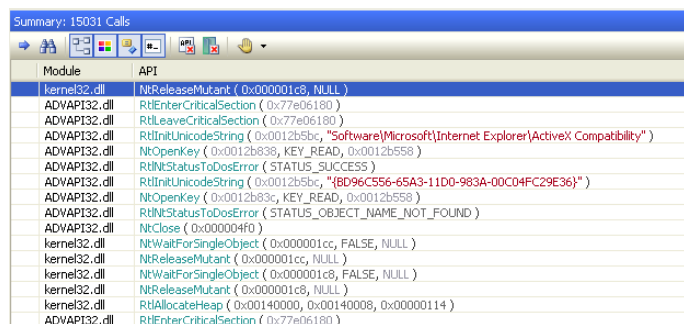 Summary: 15031 Calls
Module API
kernel32.dll NtReleaseMutant ( 0x000001c8, NULL )
ADVAPI32.dll RtlEnterCriticalSection ( 0x77e06180 )
ADVAPI32.dll RtlLeaveCriticalSection ( 0x77e06180 )
ADVAPI32.dll RtlInitUnicodeString ( 0x0012b5bc, "Software\Microsoft\Internet Explorer\ActiveX Compatibility" )
ADVAPI32.dll NtOpenKey ( 0x0012b838, KEY_READ, 0x0012b558 )
ADVAPI32.dll RtlNtStatusToDosError ( STATUS_SUCCESS )
ADVAPI32.dll RtlInitUnicodeString ( 0x0012b5bc, "{BD96C556-65A3-11D0-983A-00C04FC29E36}" )
ADVAPI32.dll NtOpenKey ( 0x0012b83c, KEY_READ, 0x0012b558 )
ADVAPI32.dll RtlNtStatusToDosError ( STATUS_OBJECT_NAME_NOT_FOUND )
ADVAPI32.dll NtClose ( 0x000004f0 )
kernel32.dll NtWaitForSingleObject ( 0x000001cc, FALSE, NULL )
kernel32.dll NtReleaseMutant ( 0x000001cc, NULL )
kernel32.dll NtWaitForSingleObject ( 0x000001c8, FALSE, NULL )
kernel32.dll NtReleaseMutant ( 0x000001c8, NULL )
kernel32.dll RtlAllocateHeap ( 0x00140000, 0x00140008, 0x00000114 )
ADVAPI32.dll RtlEnterCriticalSection ( 0x77e06180 )